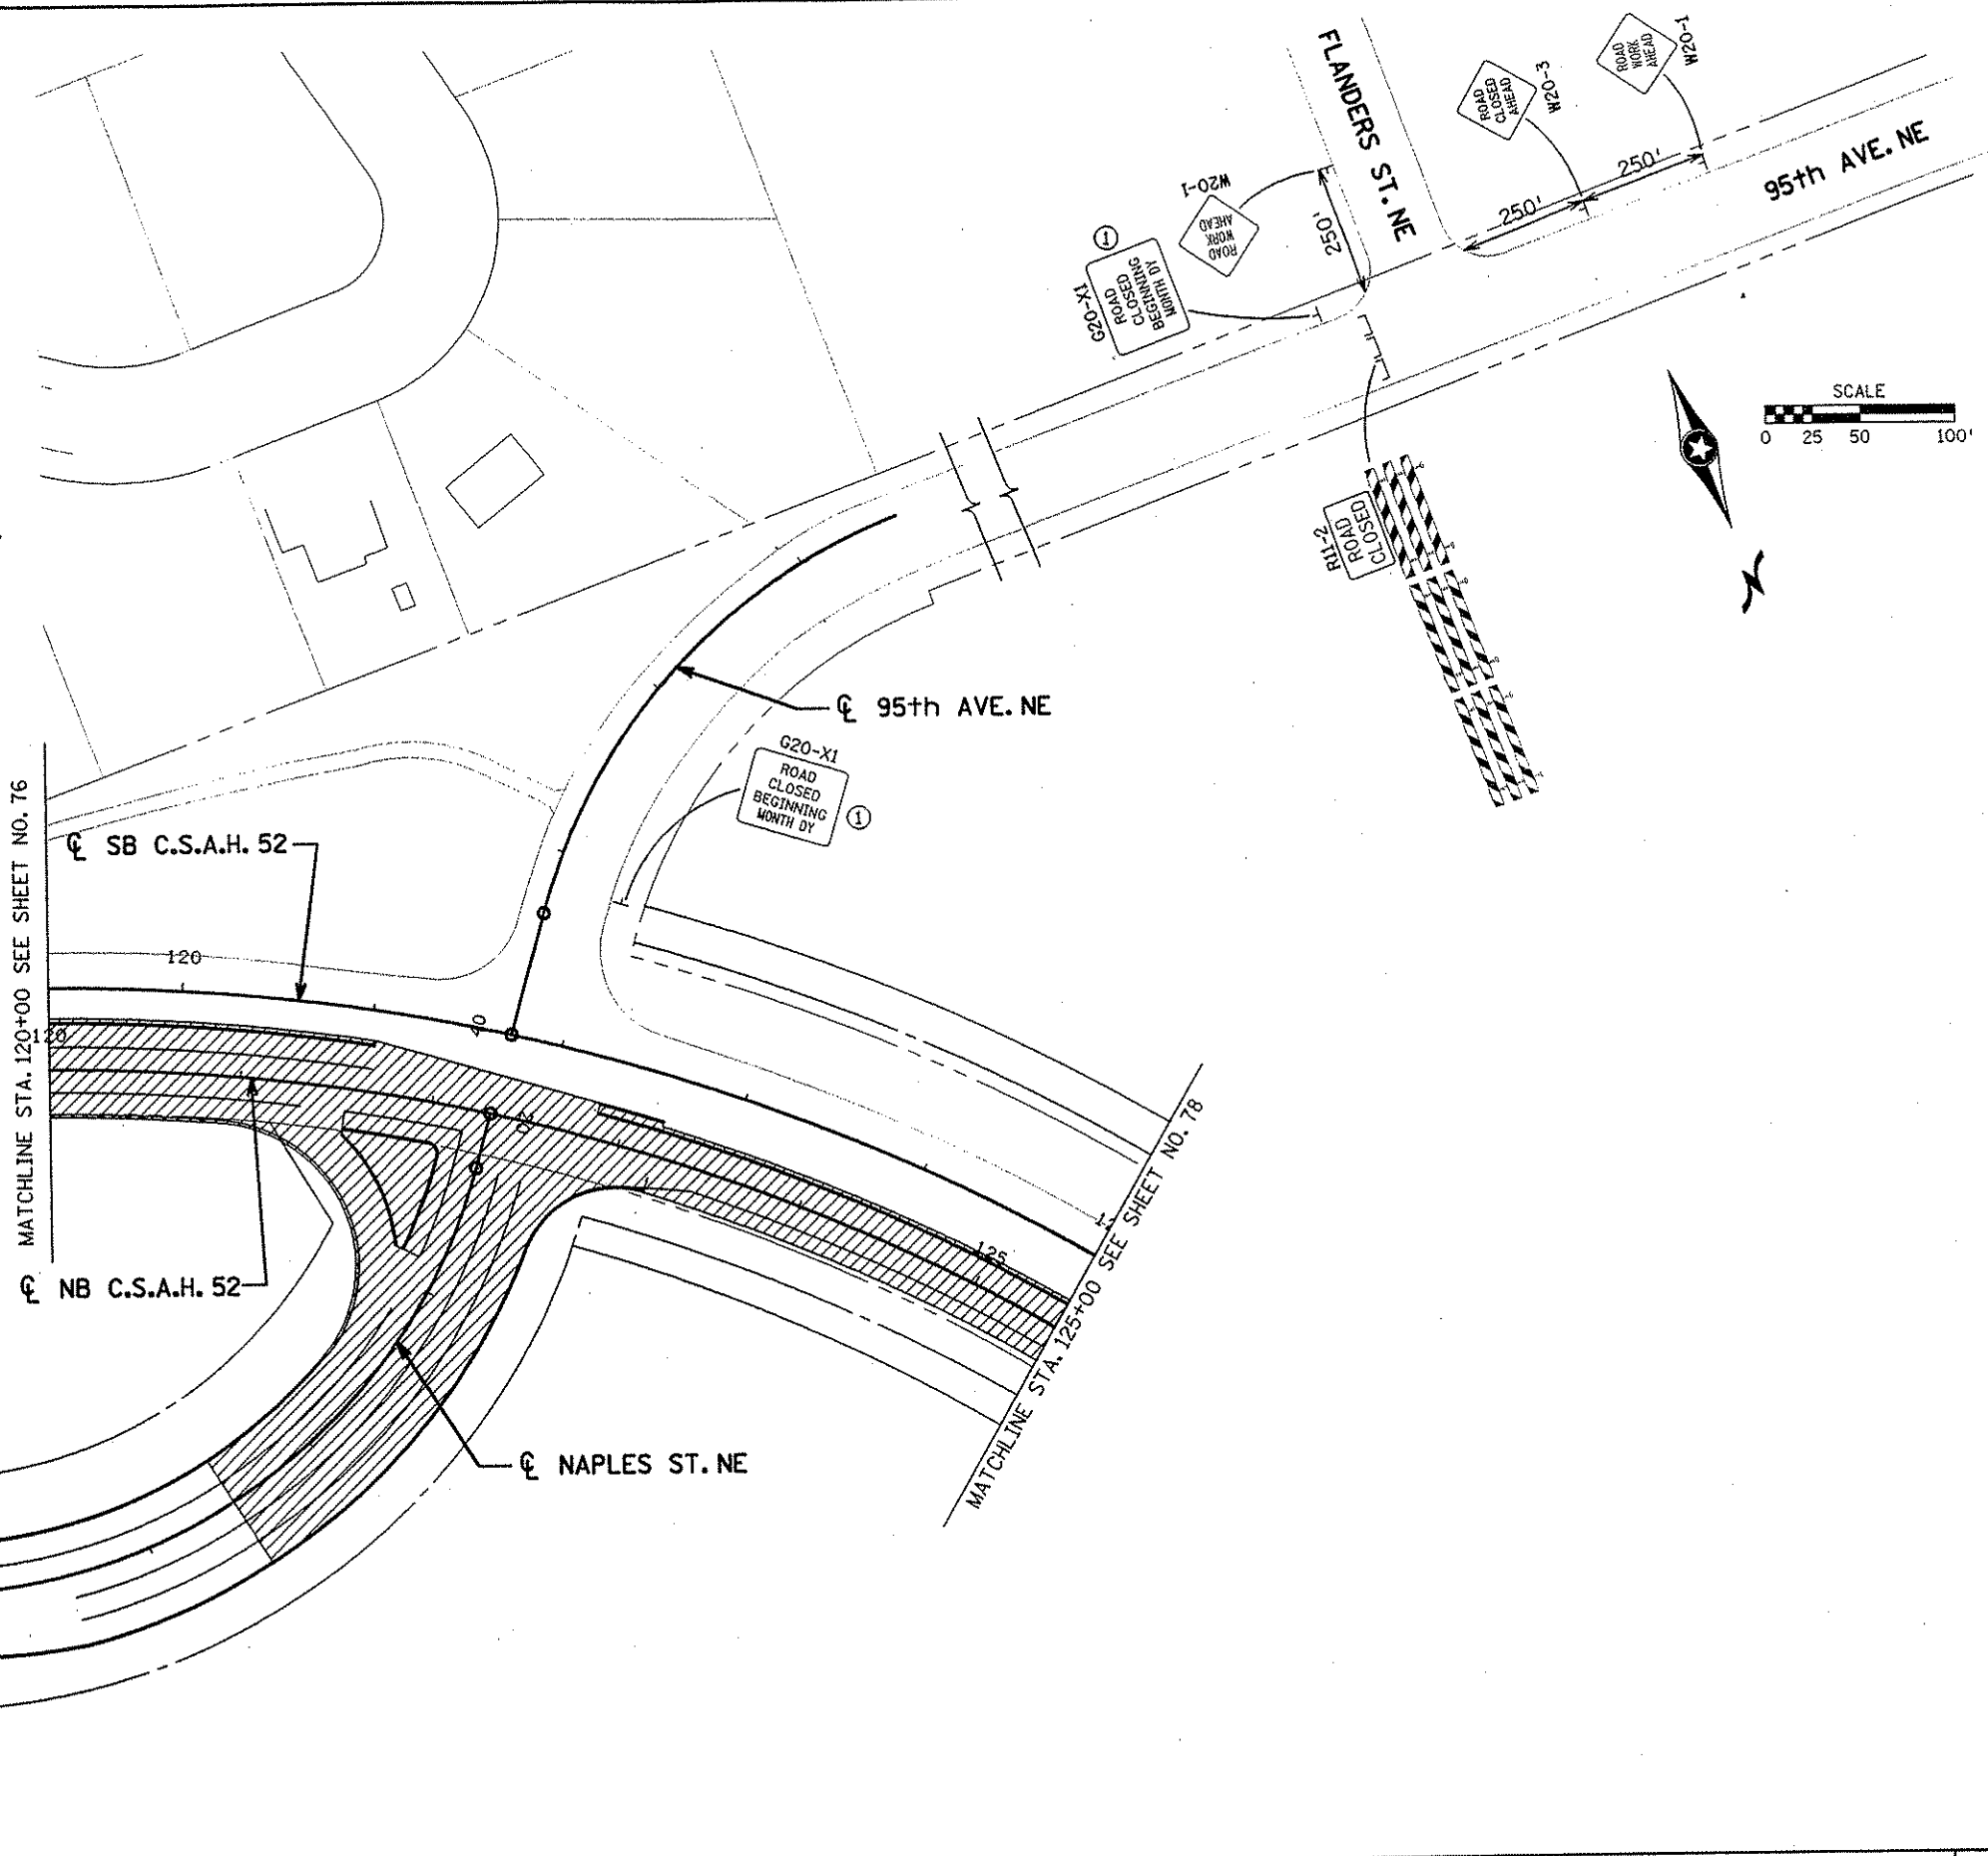 FLANDERS ST. NE
ROAD
WORK
AHEAD
W20-1
ROAD
CLOSED
AHEAD
W20-3
250'
250'
95th AVE. NE
W20-1
ROAD
WORK
AHEAD
250'
1
G20-X1
ROAD
CLOSED
BEGINNING
MONTH DY
SCALE
0 25 50 100'
R11-2
ROAD
CLOSED
℄ 95th AVE. NE
G20-X1
ROAD
CLOSED
BEGINNING
MONTH DY
1
MATCHLINE STA. 120+00 SEE SHEET NO. 76
℄ SB C.S.A.H. 52
120
40
120
125
℄ NB C.S.A.H. 52
MATCHLINE STA. 125+00 SEE SHEET NO. 78
℄ NAPLES ST. NE